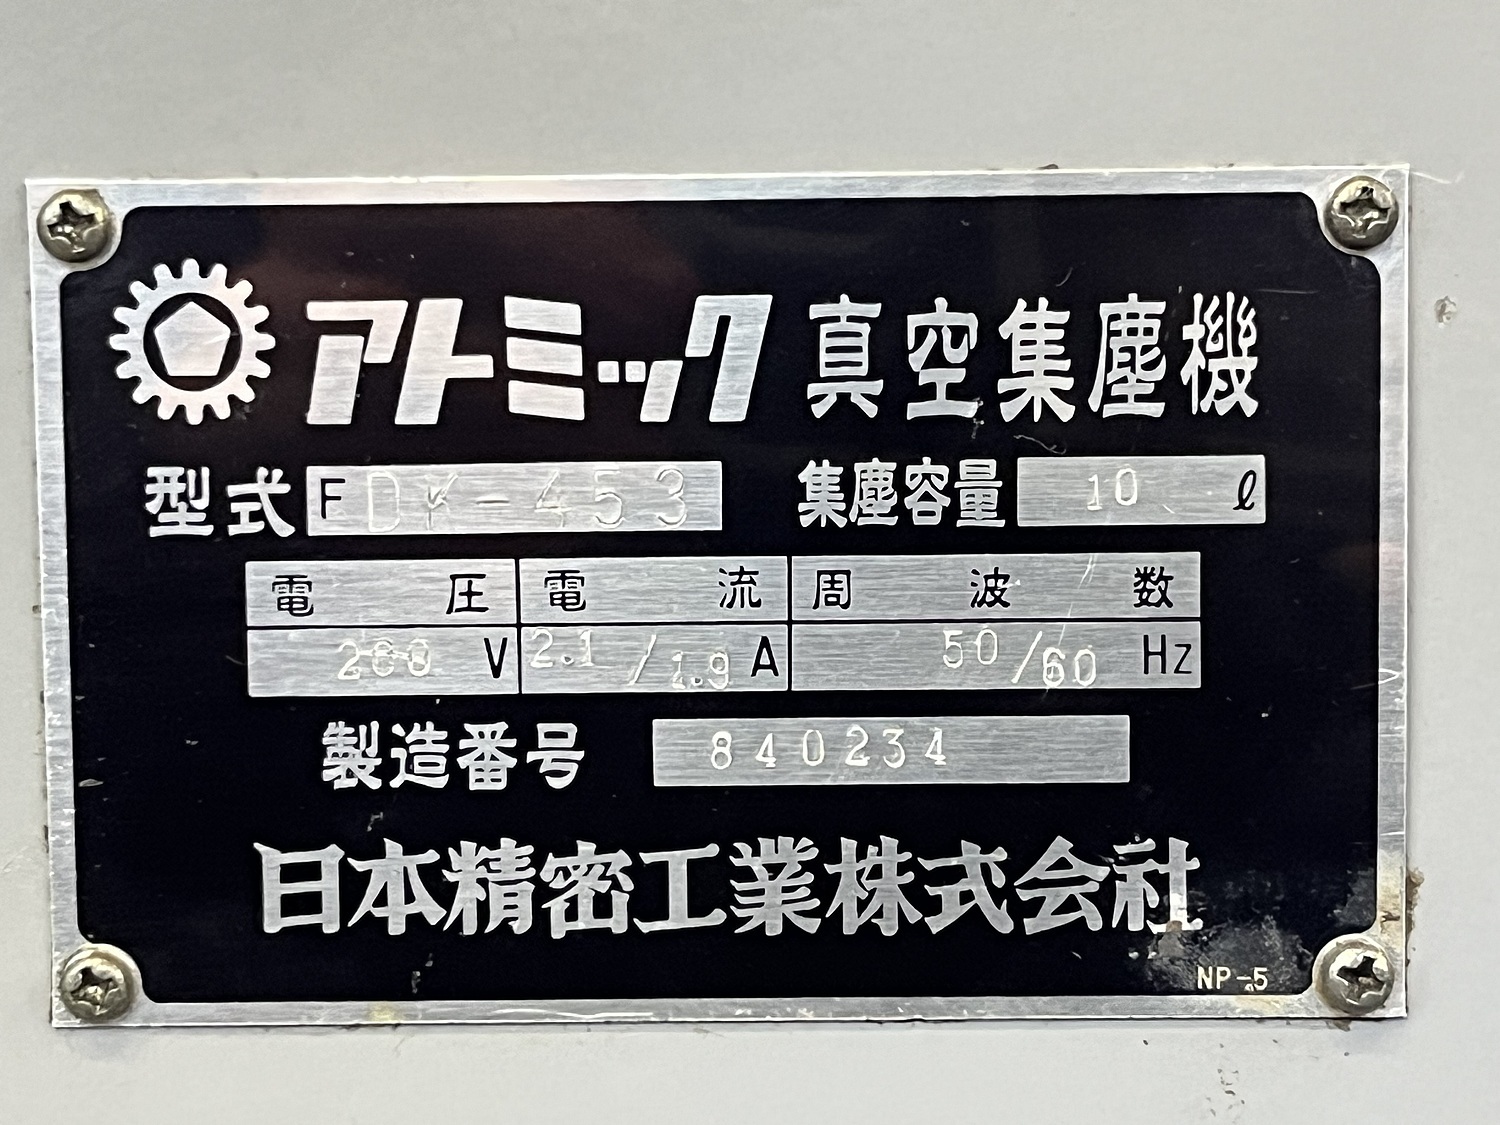 アトミック 真空集塵機
型式 FDK-453 集塵容量 10 ℓ
電圧 電流 周波数
V 2.1/1.9 A 50/60 Hz
製造番号 840234
日本精密工業株式会社
NP-5